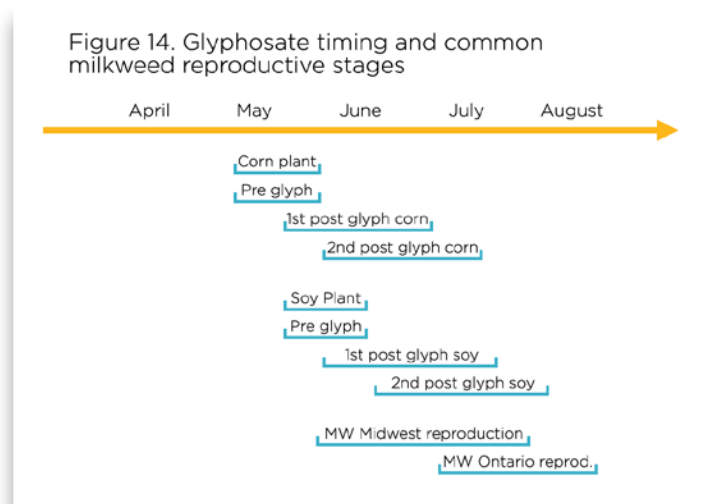 Figure 14. Glyphosate timing and common
milkweed reproductive stages
April May June July August
Corn plant
Pre glyph
1st post glyph corn
2nd post glyph corn
Soy Plant
Pre glyph
1st post glyph soy
2nd post glyph soy
MW Midwest reproduction
MW Ontario reprod.